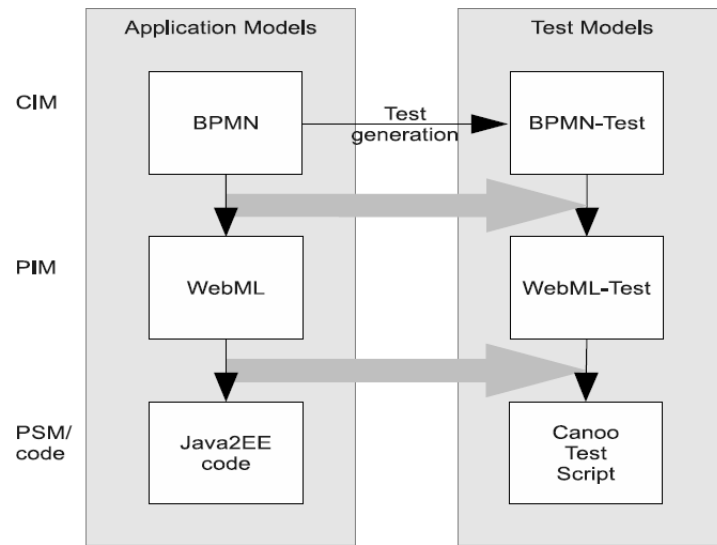 Application Models
Test Models
CIM
BPMN
Test
generation
BPMN-Test
PIM
WebML
WebML-Test
PSM/
code
Java2EE
code
Canoo
Test
Script